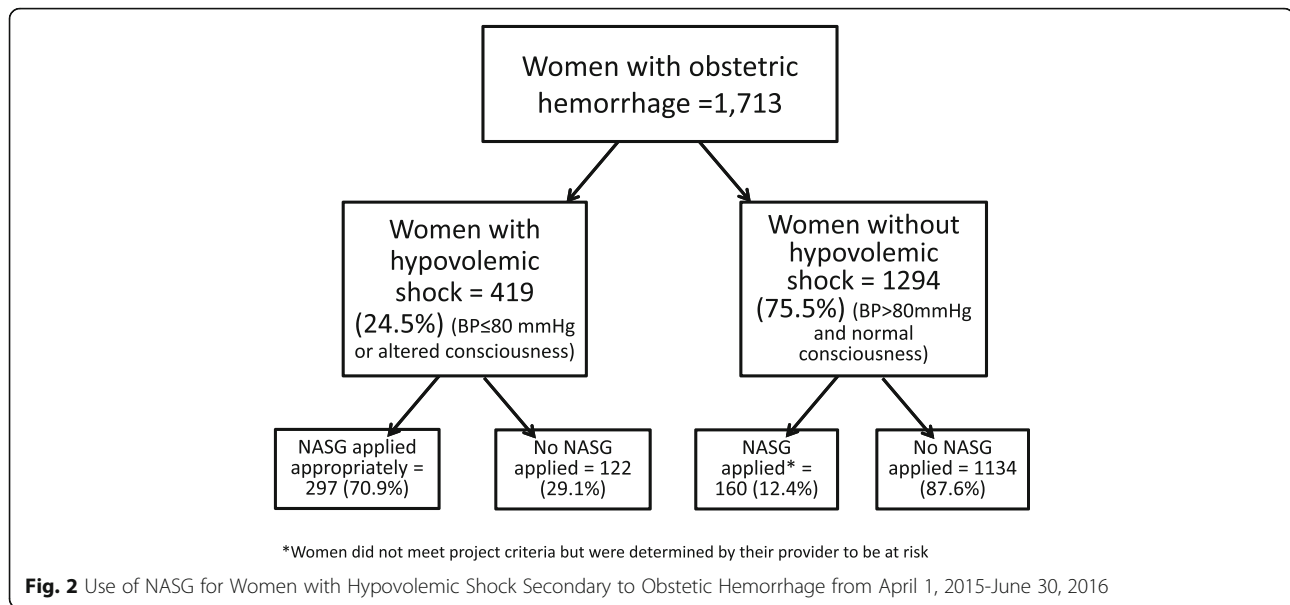 Women with obstetric
hemorrhage =1,713
Women with
hypovolemic
shock = 419
(24.5%) (BP≤80 mmHg
or altered consciousness)
Women without
hypovolemic
shock = 1294
(75.5%) (BP>80mmHg
and normal
consciousness)
NASG applied
appropriately =
297 (70.9%)
No NASG
applied = 122
(29.1%)
NASG
applied* =
160 (12.4%)
No NASG
applied = 1134
(87.6%)
*Women did not meet project criteria but were determined by their provider to be at risk
Fig. 2 Use of NASG for Women with Hypovolemic Shock Secondary to Obstetic Hemorrhage from April 1, 2015-June 30, 2016